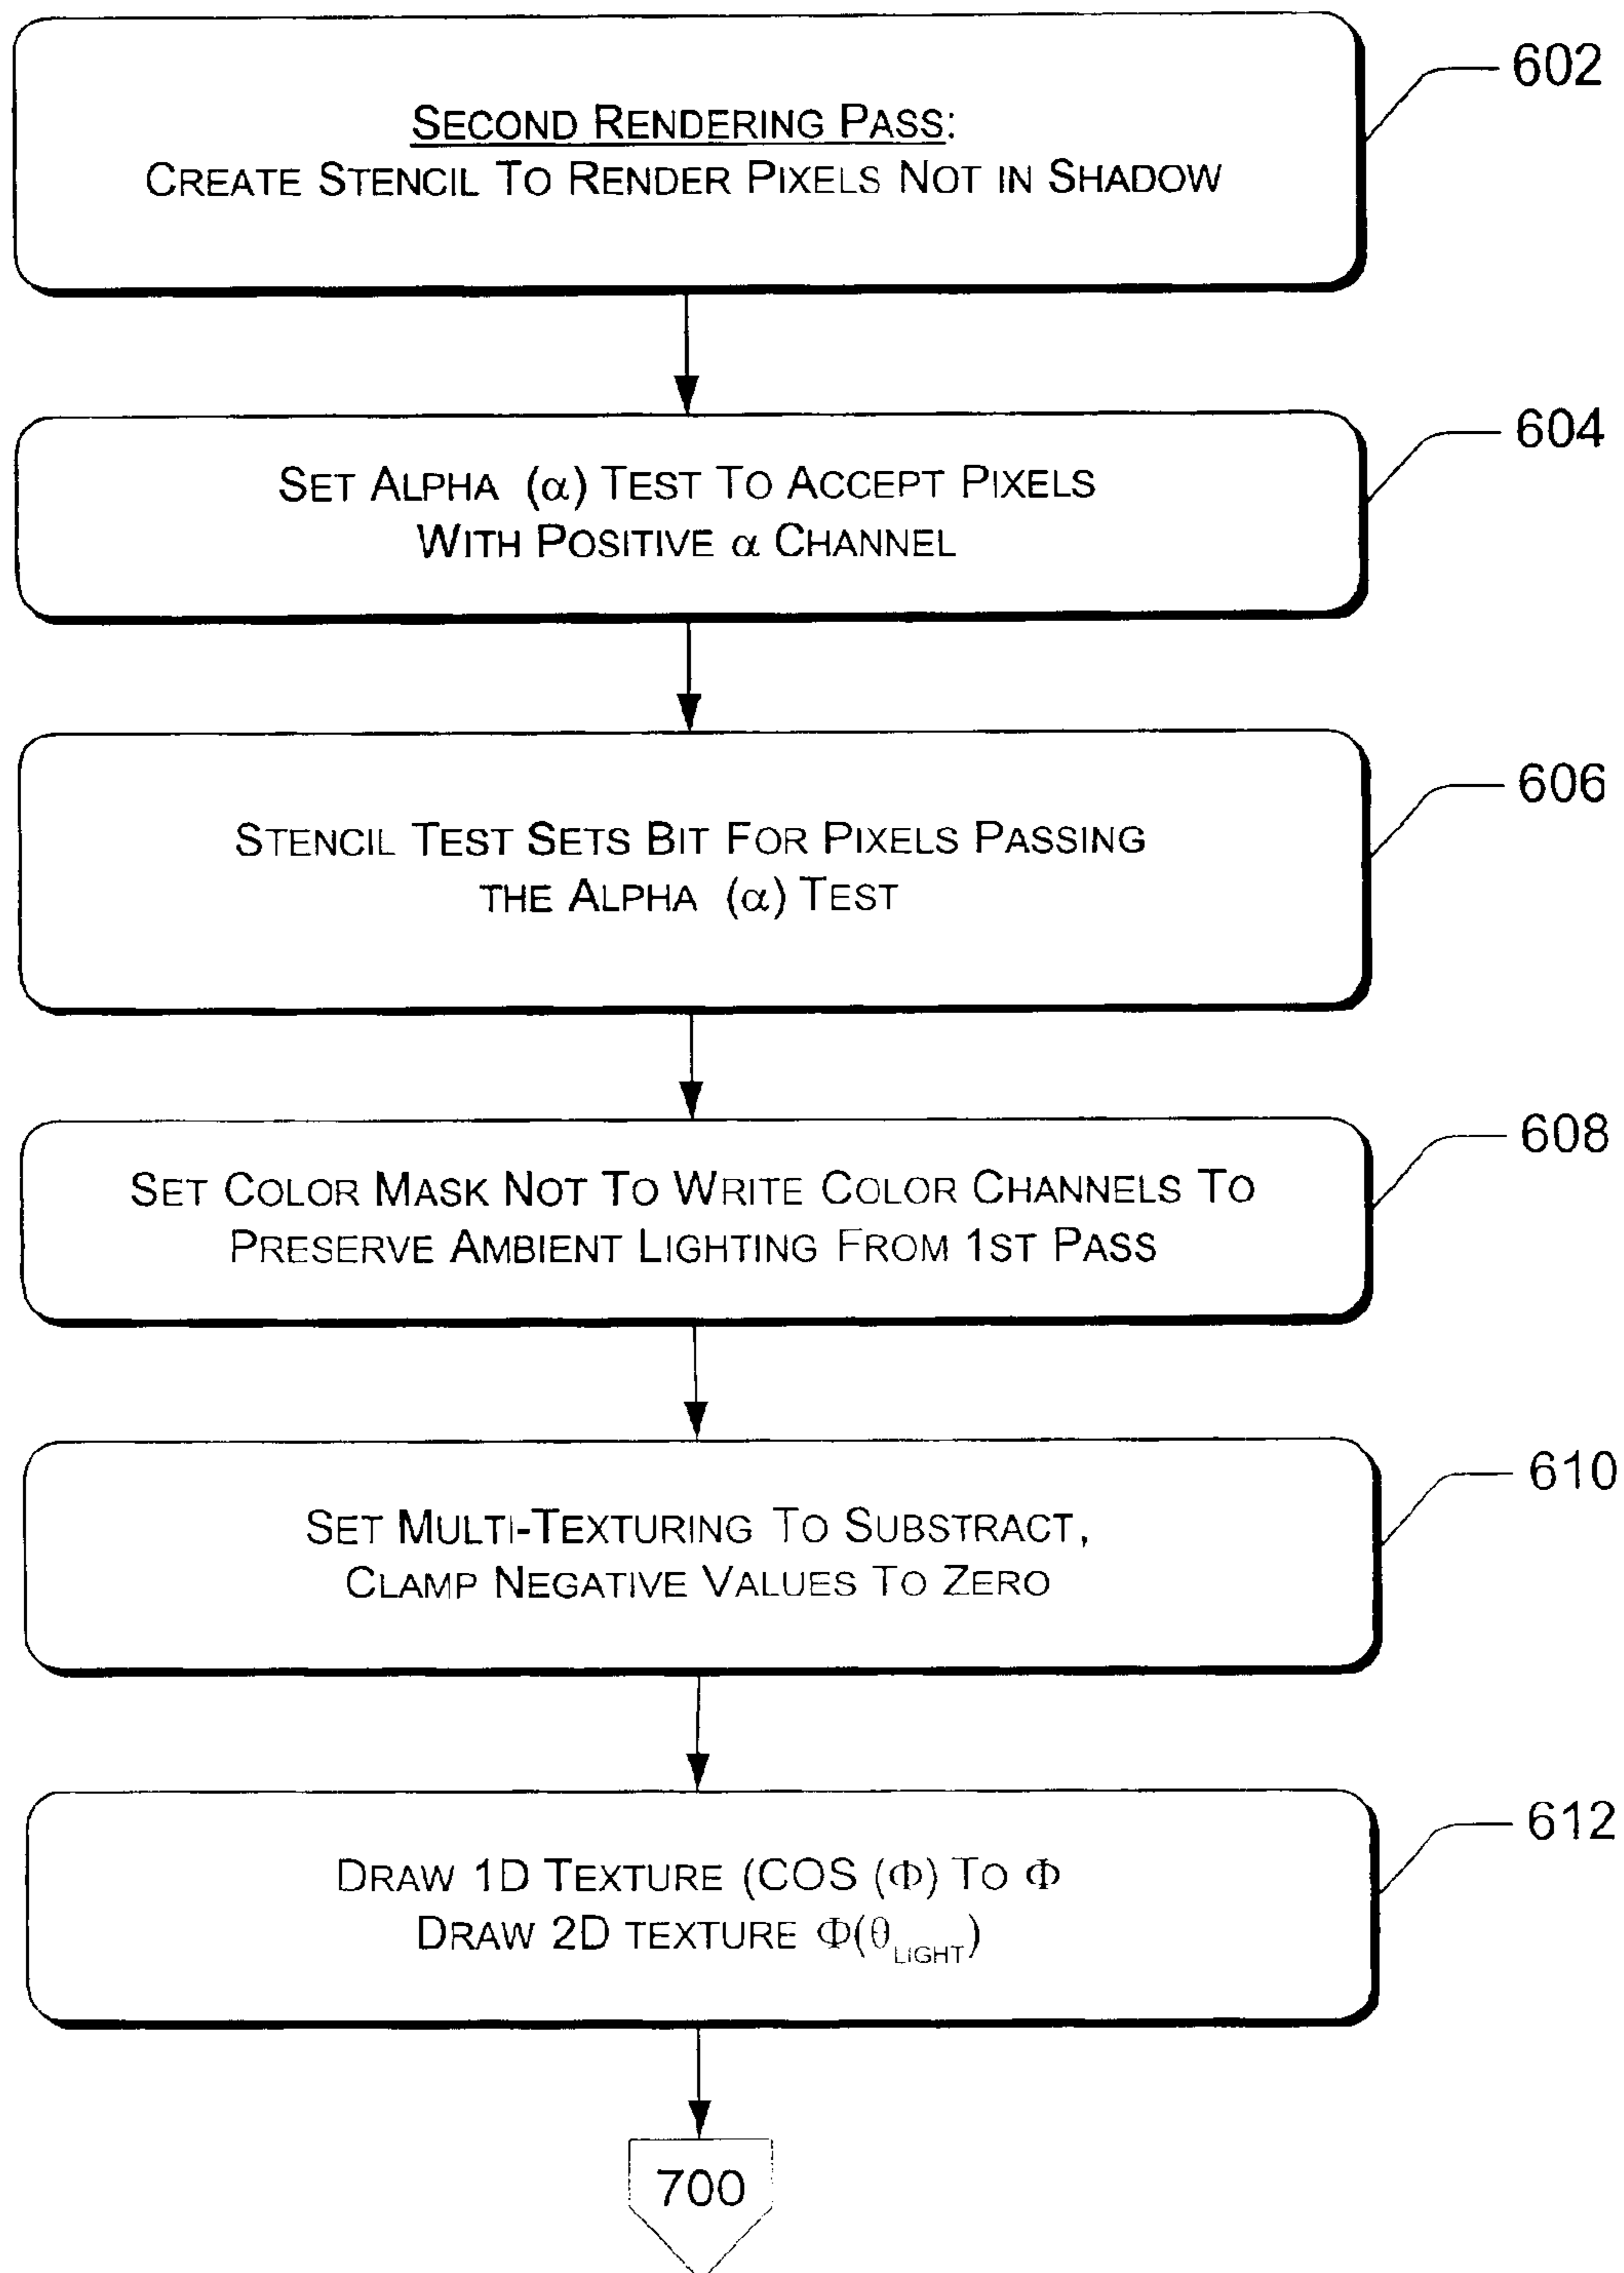 SECOND RENDERING PASS:
CREATE STENCIL TO RENDER PIXELS NOT IN SHADOW
602
SET ALPHA (α) TEST TO ACCEPT PIXELS
WITH POSITIVE α CHANNEL
604
STENCIL TEST SETS BIT FOR PIXELS PASSING
THE ALPHA (α) TEST
606
SET COLOR MASK NOT TO WRITE COLOR CHANNELS TO
PRESERVE AMBIENT LIGHTING FROM 1ST PASS
608
SET MULTI-TEXTURING TO SUBSTRACT,
CLAMP NEGATIVE VALUES TO ZERO
610
DRAW 1D TEXTURE (COS (Φ) TO Φ
DRAW 2D TEXTURE Φ(θLIGHT)
612
700